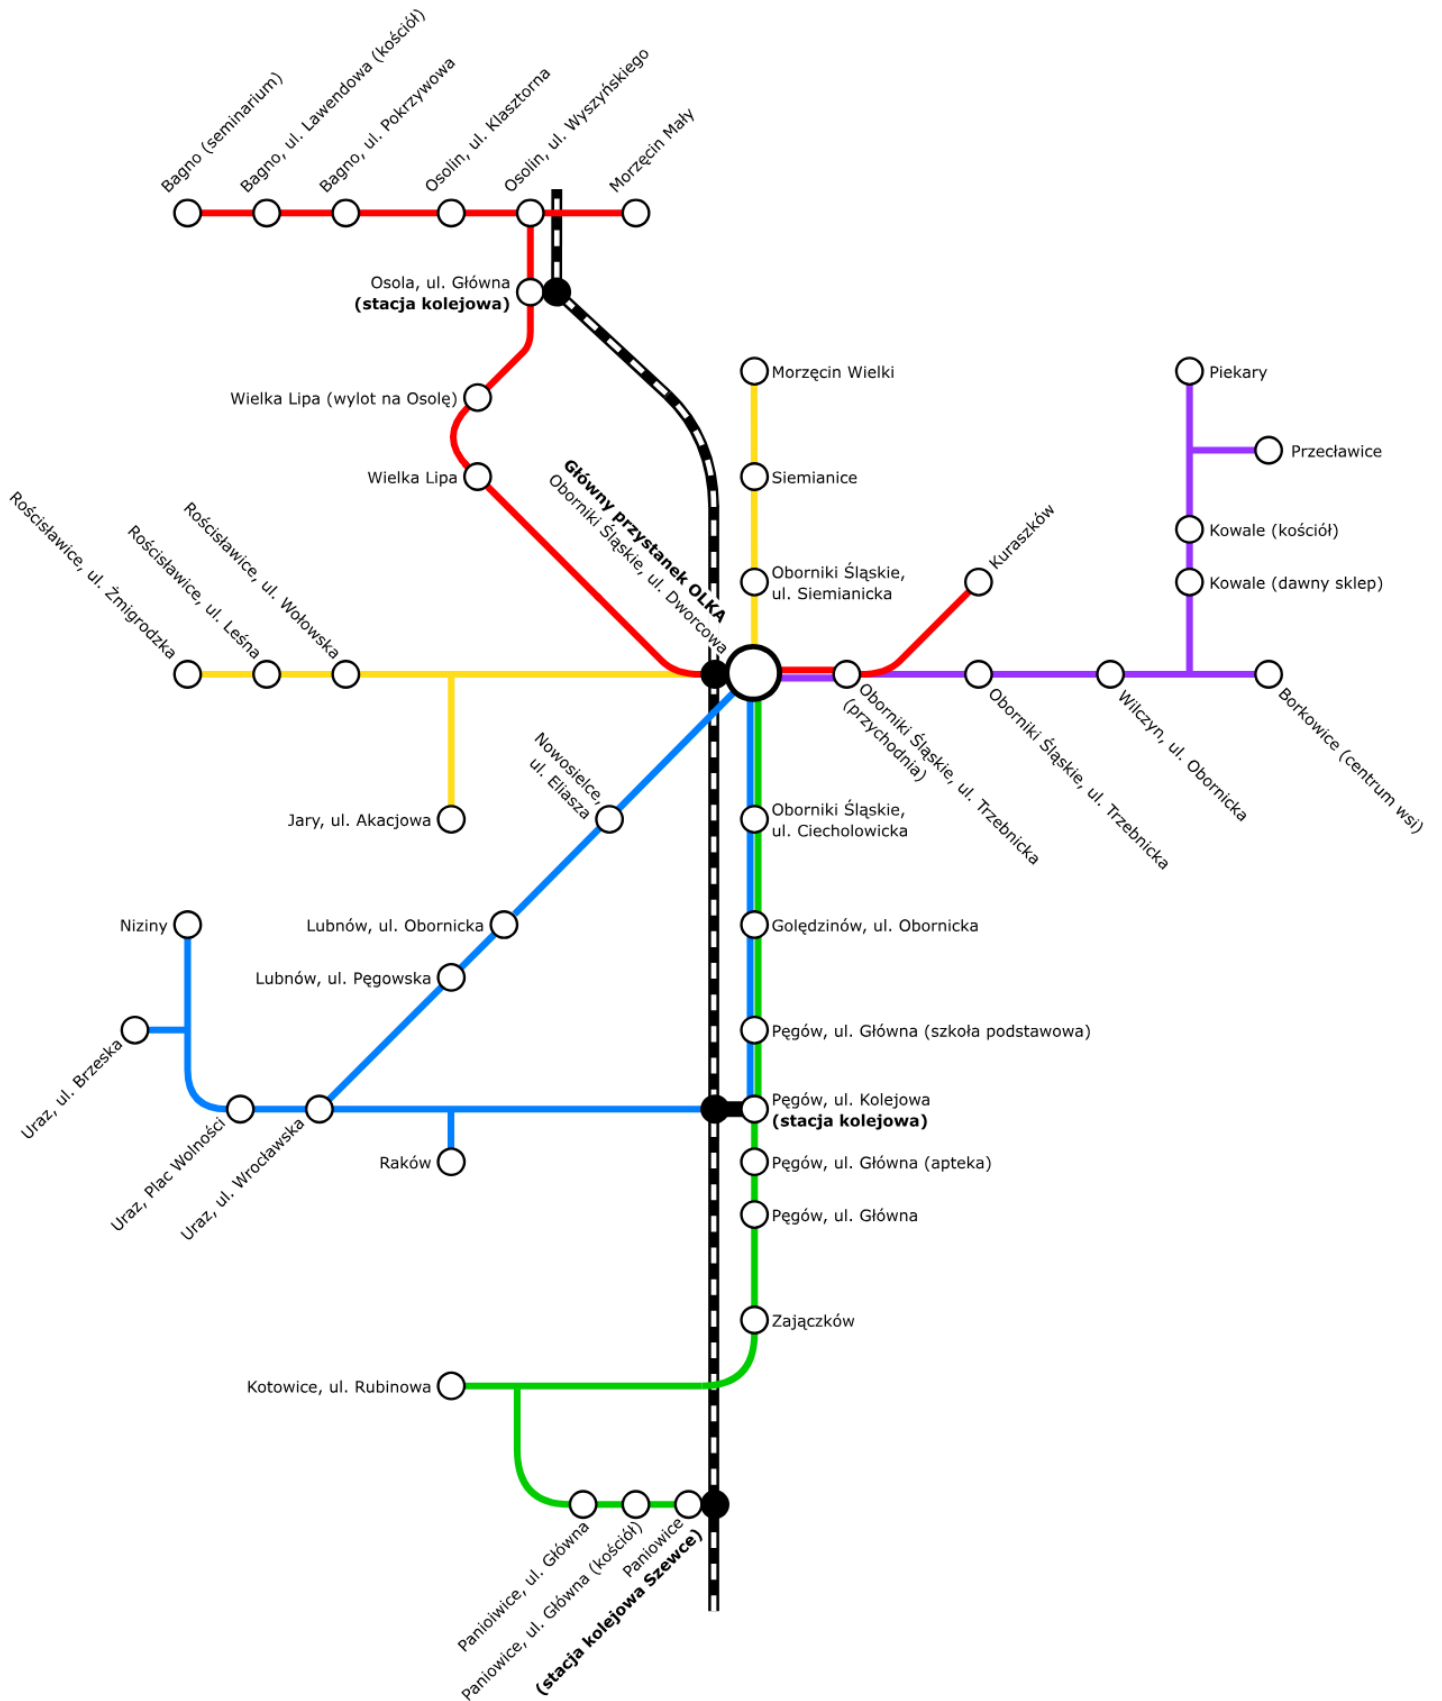 Bagno (seminarium)
Bagno, ul. Lawendowa (kościół)
Bagno, ul. Pokrzywowa
Osolin, ul. Klasztorna
Osolin, ul. Wyszyńskiego
Morzęcin Mały
Osola, ul. Główna
(stacja kolejowa)
Wielka Lipa (wylot na Osolę)
Wielka Lipa
Morzęcin Wielki
Siemianice
Oborniki Śląskie,
ul. Siemianicka
Piekary
Przecławice
Kowale (kościół)
Kowale (dawny sklep)
Kuraszków
Główny przystanek OLKA
Oborniki Śląskie, ul. Dworcowa
Rościsławice, ul. Żmigrodzka
Rościsławice, ul. Leśna
Rościsławice, ul. Wołowska
Oborniki Śląskie, ul. Trzebnicka
(przychodnia)
Oborniki Śląskie, ul. Trzebnicka
Wilczyn, ul. Obornicka
Borkowice (centrum wsi)
Jary, ul. Akacjowa
Nowosielce,
ul. Eliasza
Oborniki Śląskie,
ul. Ciecholowicka
Niziny
Lubnów, ul. Obornicka
Golędzinów, ul. Obornicka
Lubnów, ul. Pęgowska
Pęgów, ul. Główna (szkoła podstawowa)
Uraz, ul. Brzeska
Uraz, Plac Wolności
Uraz, ul. Wrocławska
Pęgów, ul. Kolejowa
(stacja kolejowa)
Raków
Pęgów, ul. Główna (apteka)
Pęgów, ul. Główna
Zajączków
Kotowice, ul. Rubinowa
Panioiwice, ul. Główna
Paniowice, ul. Główna (kościół)
Paniowice
(stacja kolejowa Szewce)